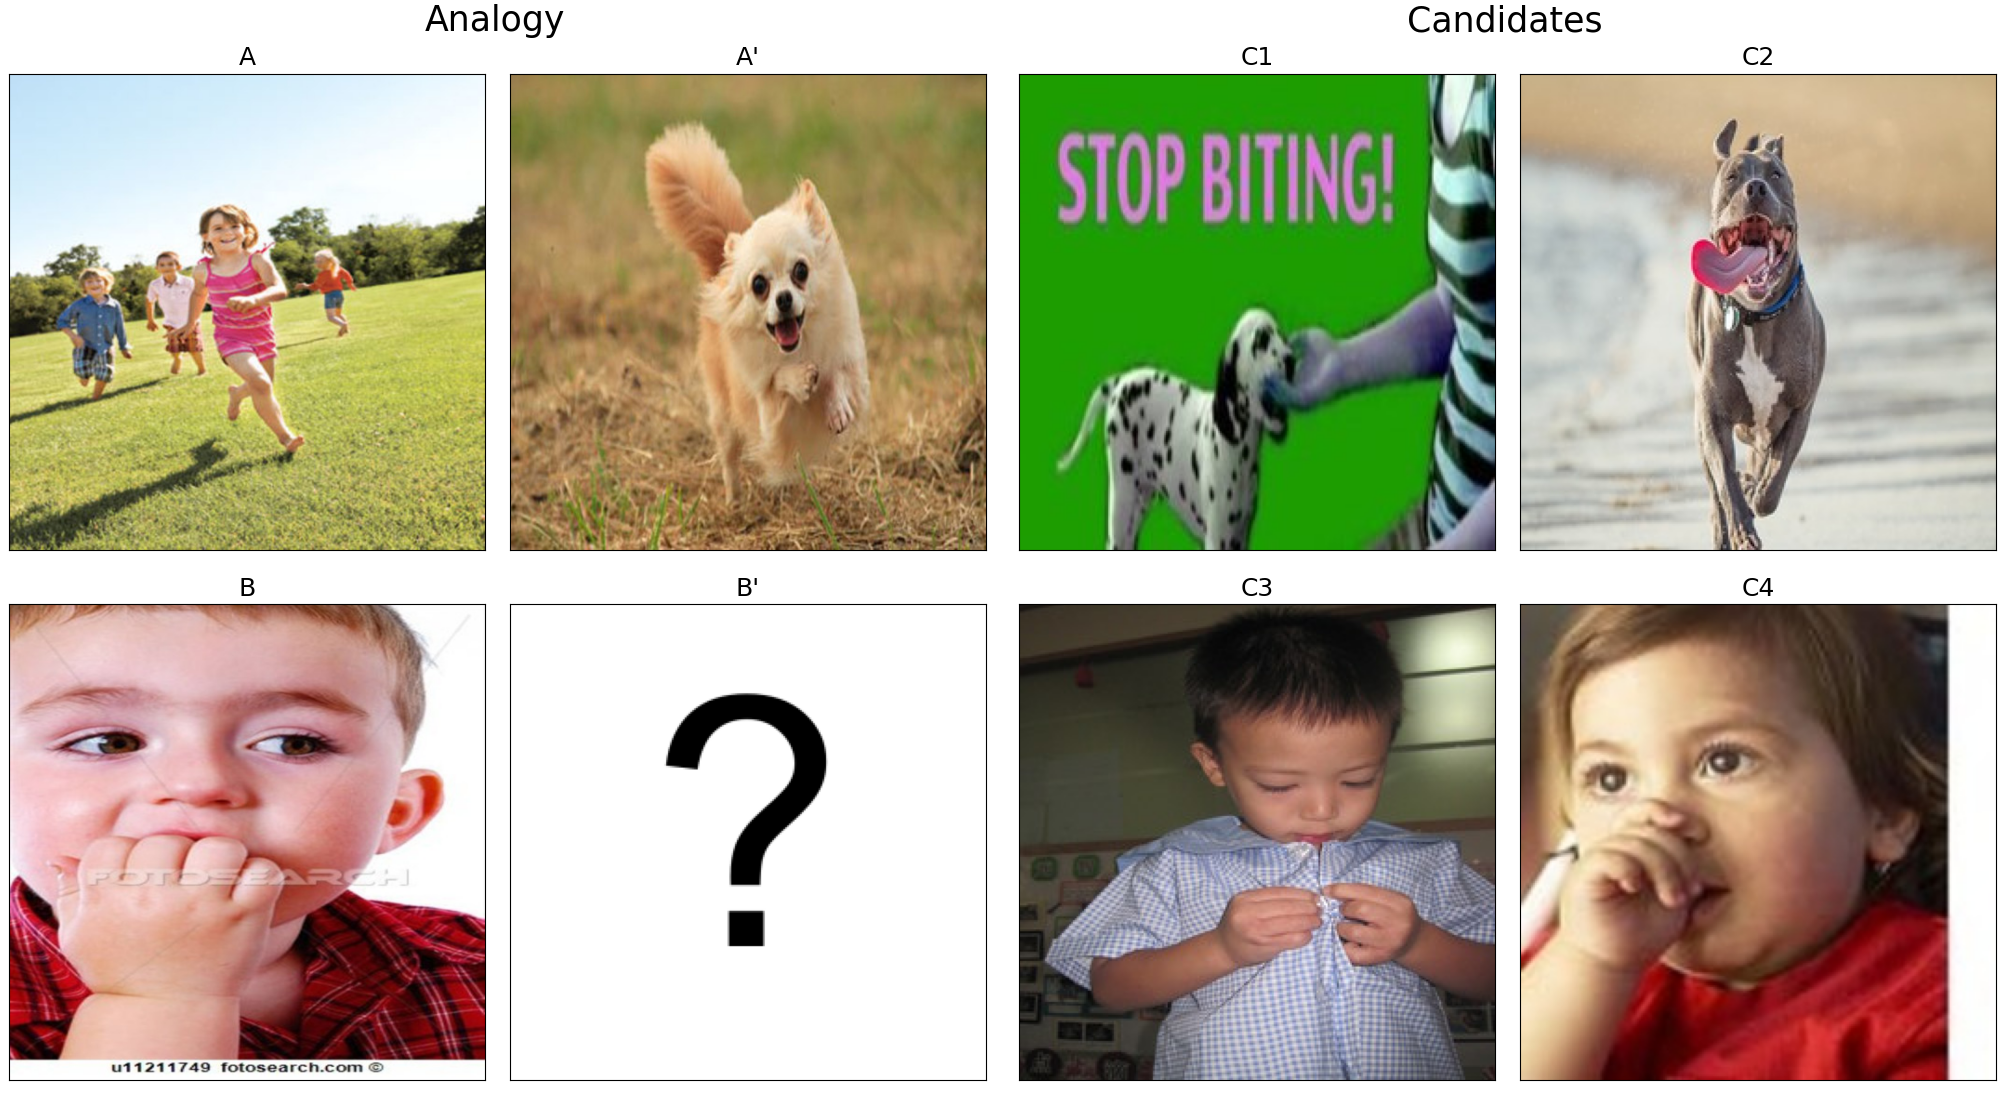 Analogy
Candidates
A
A'
C1
C2
STOP BITING!
B
B'
C3
C4
?
FOTOSEARCH
u11211749 fotosearch.com ©